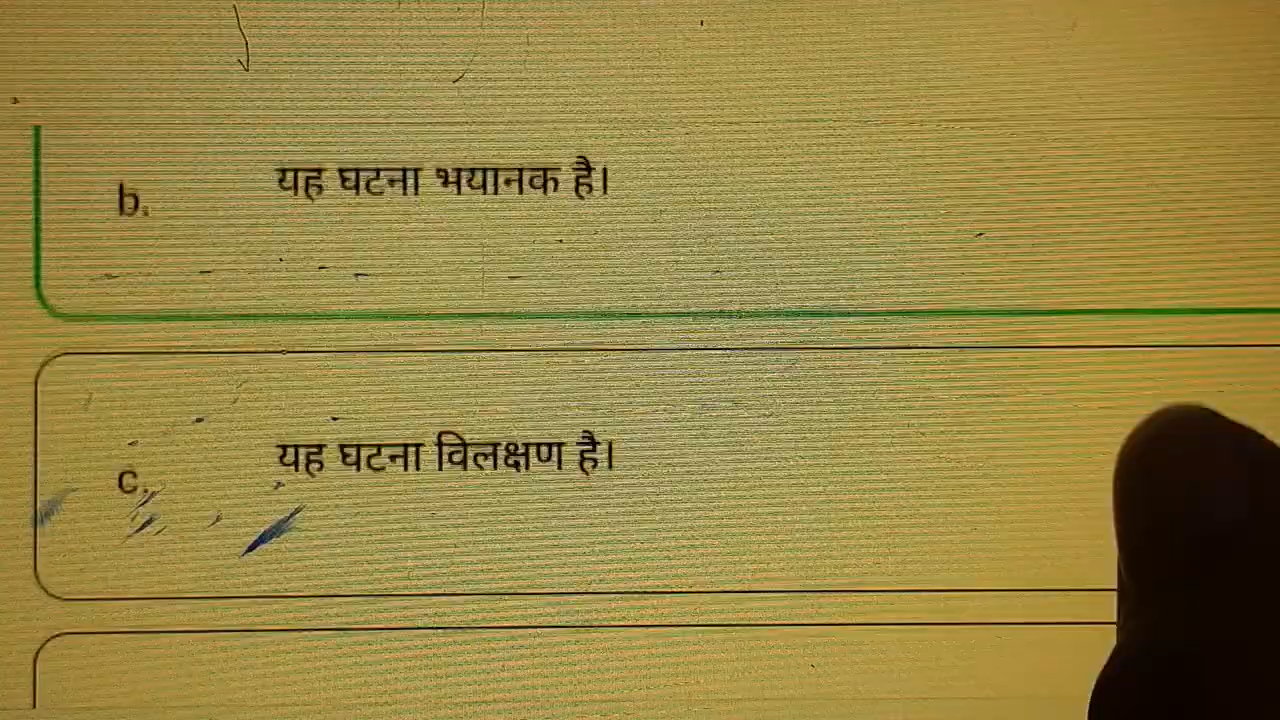 b. यह घटना भयानक है।
c. यह घटना विलक्षण है।